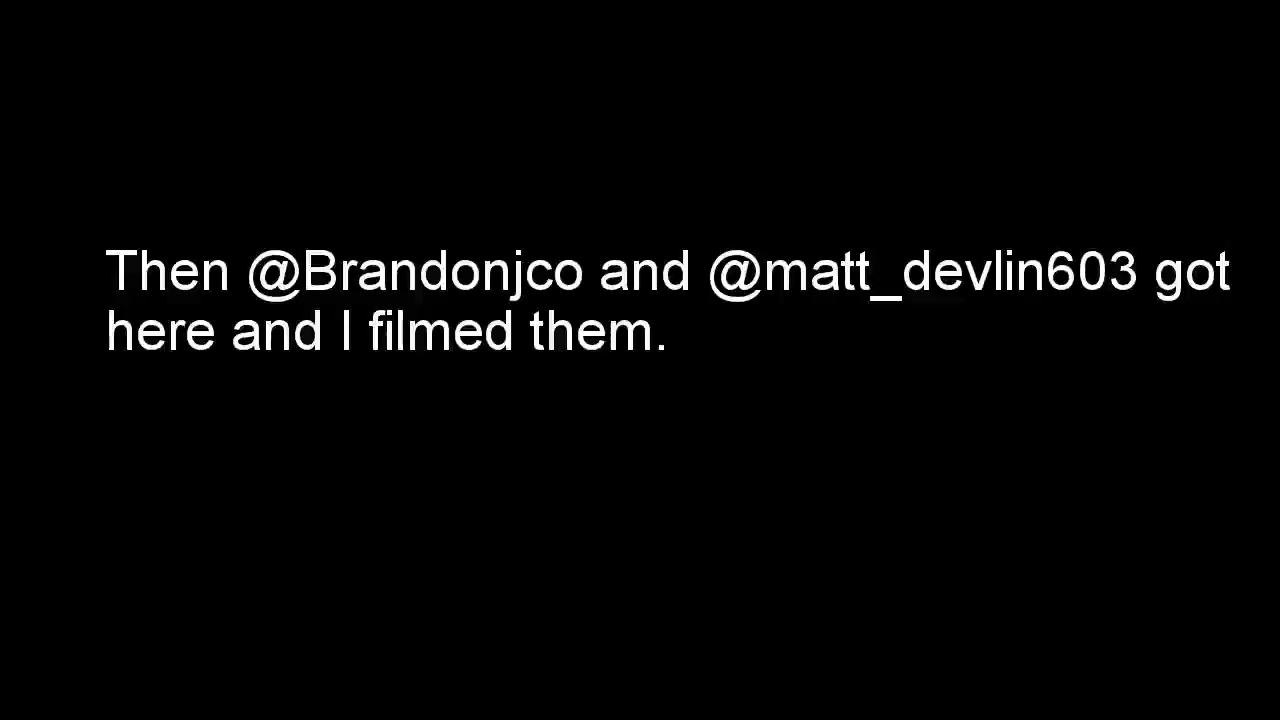 Then @Brandonjco and @matt_devlin603 got
here and I filmed them.